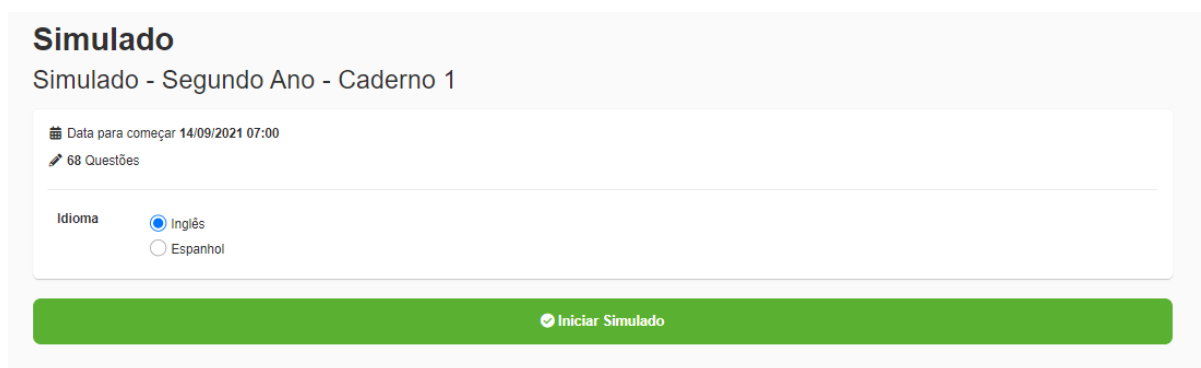 Simulado
Simulado - Segundo Ano - Caderno 1
Data para começar 14/09/2021 07:00
68 Questões
Idioma
Inglês
Espanhol
Iniciar Simulado